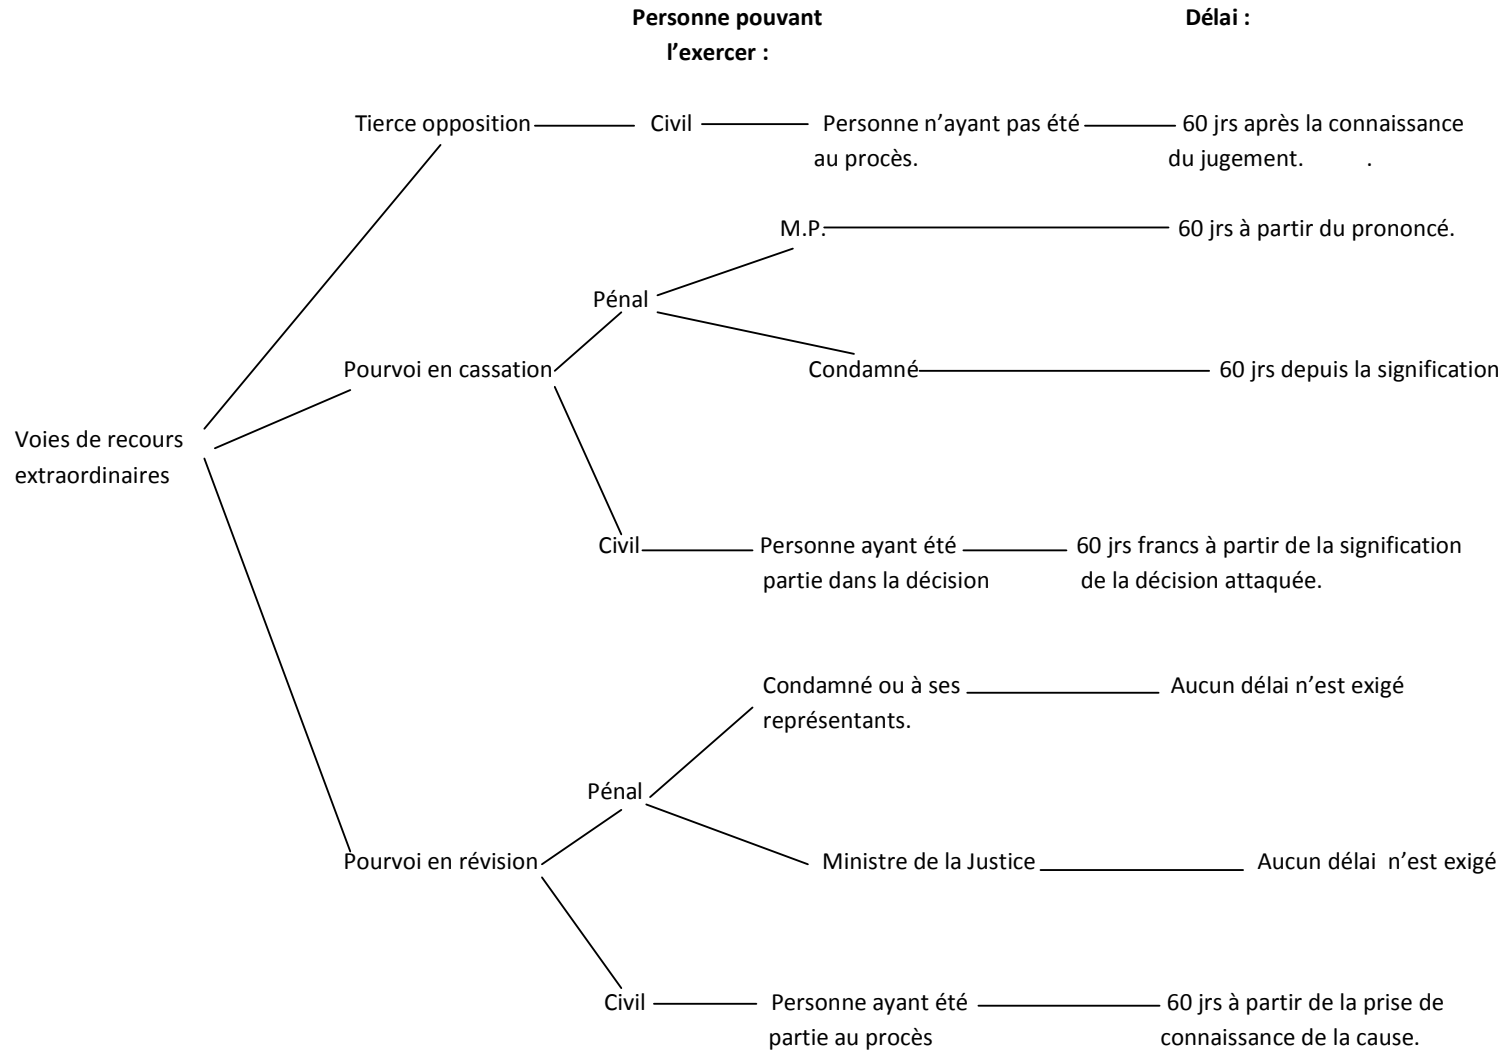 Personne pouvant
l’exercer :
Délai :
Tierce opposition
Civil
Personne n’ayant pas été
au procès.
60 jrs après la connaissance
du jugement. .
M.P.
60 jrs à partir du prononcé.
Pénal
Pourvoi en cassation
Condamné
60 jrs depuis la signification
Voies de recours
extraordinaires
Civil
Personne ayant été
partie dans la décision
60 jrs francs à partir de la signification
de la décision attaquée.
Condamné ou à ses
représentants.
Aucun délai n’est exigé
Pénal
Pourvoi en révision
Ministre de la Justice
Aucun délai n’est exigé
Civil
Personne ayant été
partie au procès
60 jrs à partir de la prise de
connaissance de la cause.